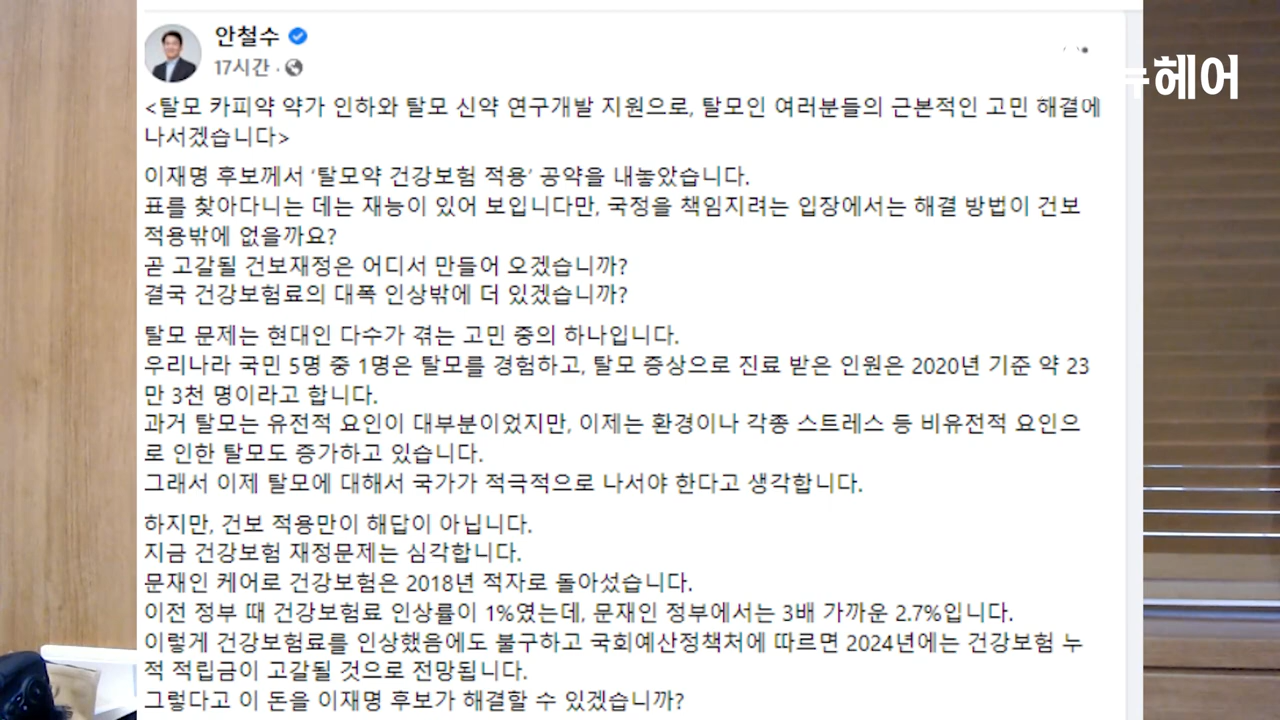 안철수
17시간 ·
헤어
<탈모 카피약 약가 인하와 탈모 신약 연구개발 지원으로, 탈모인 여러분들의 근본적인 고민 해결에
나서겠습니다>
이재명 후보께서 '탈모약 건강보험 적용' 공약을 내놓았습니다.
표를 찾아다니는 데는 재능이 있어 보입니다만, 국정을 책임지려는 입장에서는 해결 방법이 건보
적용밖에 없을까요?
곧 고갈될 건보재정은 어디서 만들어 오겠습니까?
결국 건강보험료의 대폭 인상밖에 더 있겠습니까?
탈모 문제는 현대인 다수가 겪는 고민 중의 하나입니다.
우리나라 국민 5명 중 1명은 탈모를 경험하고, 탈모 증상으로 진료 받은 인원은 2020년 기준 약 23
만 3천 명이라고 합니다.
과거 탈모는 유전적 요인이 대부분이었지만, 이제는 환경이나 각종 스트레스 등 비유전적 요인으
로 인한 탈모도 증가하고 있습니다.
그래서 이제 탈모에 대해서 국가가 적극적으로 나서야 한다고 생각합니다.
하지만, 건보 적용만이 해답이 아닙니다.
지금 건강보험 재정문제는 심각합니다.
문재인 케어로 건강보험은 2018년 적자로 돌아섰습니다.
이전 정부 때 건강보험료 인상률이 1%였는데, 문재인 정부에서는 3배 가까운 2.7%입니다.
이렇게 건강보험료를 인상했음에도 불구하고 국회예산정책처에 따르면 2024년에는 건강보험 누
적 적립금이 고갈될 것으로 전망됩니다.
그렇다고 이 돈을 이재명 후보가 해결할 수 있겠습니까?